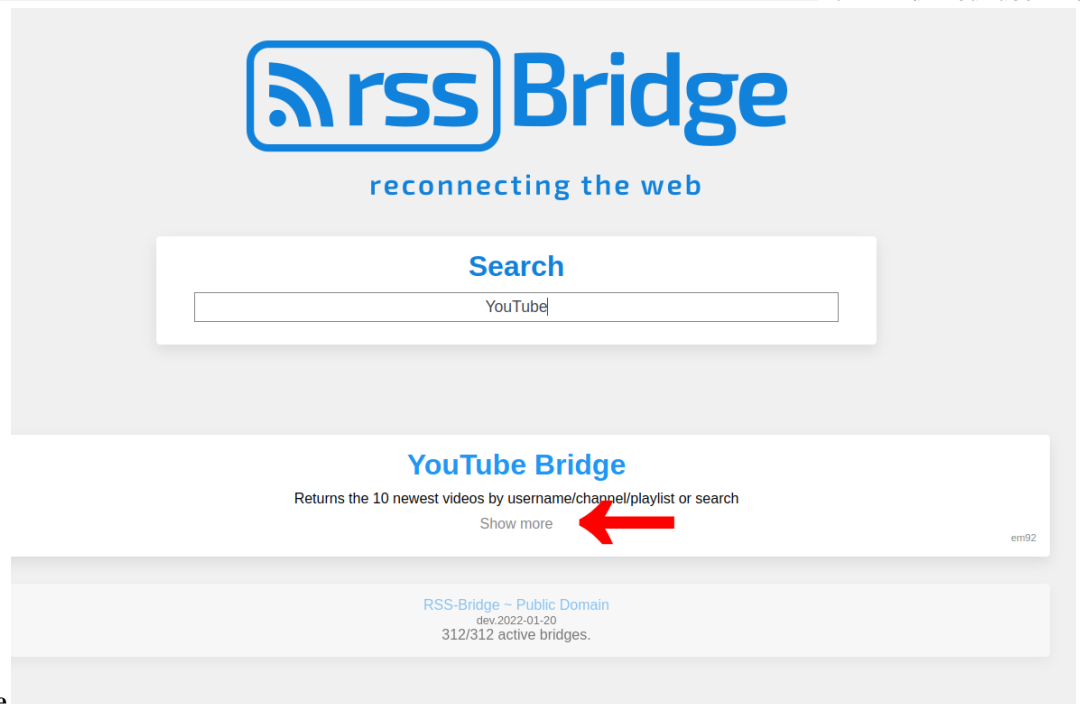 rss Bridge
reconnecting the web
Search
YouTube
YouTube Bridge
Returns the 10 newest videos by username/channel/playlist or search
Show more
em92
RSS-Bridge ~ Public Domain
dev.2022-01-20
312/312 active bridges.
e